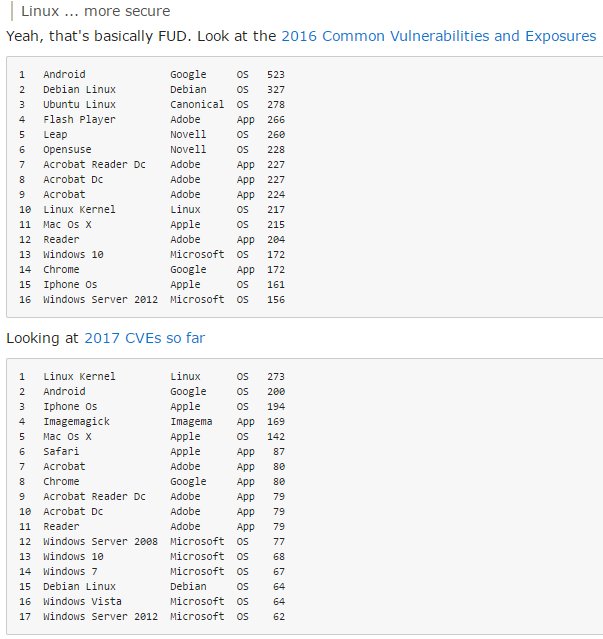 Linux ... more secure
Yeah, that's basically FUD. Look at the 2016 Common Vulnerabilities and Exposures
1 Android Google OS 523
2 Debian Linux Debian OS 327
3 Ubuntu Linux Canonical OS 278
4 Flash Player Adobe App 266
5 Leap Novell OS 260
6 Opensuse Novell OS 228
7 Acrobat Reader Dc Adobe App 227
8 Acrobat Dc Adobe App 227
9 Acrobat Adobe App 224
10 Linux Kernel Linux OS 217
11 Mac Os X Apple OS 215
12 Reader Adobe App 204
13 Windows 10 Microsoft OS 172
14 Chrome Google App 172
15 Iphone Os Apple OS 161
16 Windows Server 2012 Microsoft OS 156
Looking at 2017 CVEs so far
1 Linux Kernel Linux OS 273
2 Android Google OS 200
3 Iphone Os Apple OS 194
4 Imagemagick Imagema App 169
5 Mac Os X Apple OS 142
6 Safari Apple App 87
7 Acrobat Adobe App 80
8 Chrome Google App 80
9 Acrobat Reader Dc Adobe App 79
10 Acrobat Dc Adobe App 79
11 Reader Adobe App 79
12 Windows Server 2008 Microsoft OS 77
13 Windows 10 Microsoft OS 68
14 Windows 7 Microsoft OS 67
15 Debian Linux Debian OS 64
16 Windows Vista Microsoft OS 64
17 Windows Server 2012 Microsoft OS 62